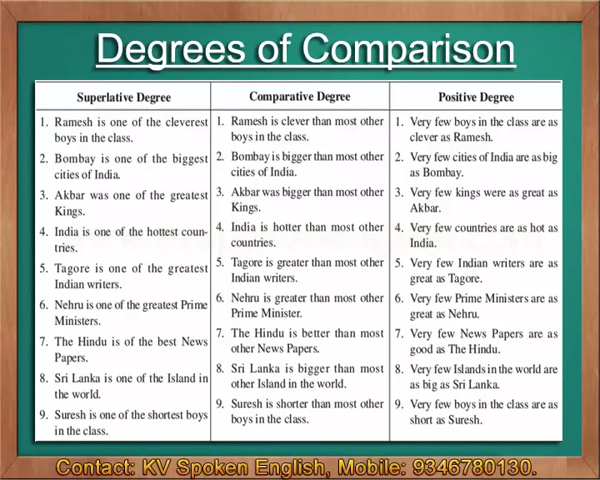 Degrees of Comparison
Superlative Degree
1. Ramesh is one of the cleverest
boys in the class.
2. Bombay is one of the biggest
cities of India.
3. Akbar was one of the greatest
Kings.
4. India is one of the hottest coun-
tries.
5. Tagore is one of the greatest
Indian writers.
6. Nehru is one of the greatest Prime
Ministers.
7. The Hindu is of the best News
Papers.
8. Sri Lanka is one of the Island in
the world.
9. Suresh is one of the shortest boys
in the class.
Comparative Degree
1. Ramesh is clever than most other
boys in the class.
2. Bombay is bigger than most other
cities of India.
3. Akbar was bigger than most other
Kings.
4. India is hotter than most other
countries.
5. Tagore is greater than most other
Indian writers.
6. Nehru is greater than most other
Prime Minister.
7. The Hindu is better than most
other News Papers.
8. Sri Lanka is bigger than most
other Island in the world.
9. Suresh is shorter than most other
boys in the class.
Positive Degree
1. Very few boys in the class are as
clever as Ramesh.
2. Very few cities of India are as big
as Bombay.
3. Very few kings were as great as
Akbar.
4. Very few countries are as hot as
India.
5. Very few Indian writers are as
great as Tagore.
6. Very few Prime Ministers are as
great as Nehru.
7. Very few News Papers are as
good as The Hindu.
8. Very few Islands in the world are
as big as Sri Lanka.
9. Very few boys in the class are as
short as Suresh.
Contact: KV Spoken English, Mobile: 9346780130.